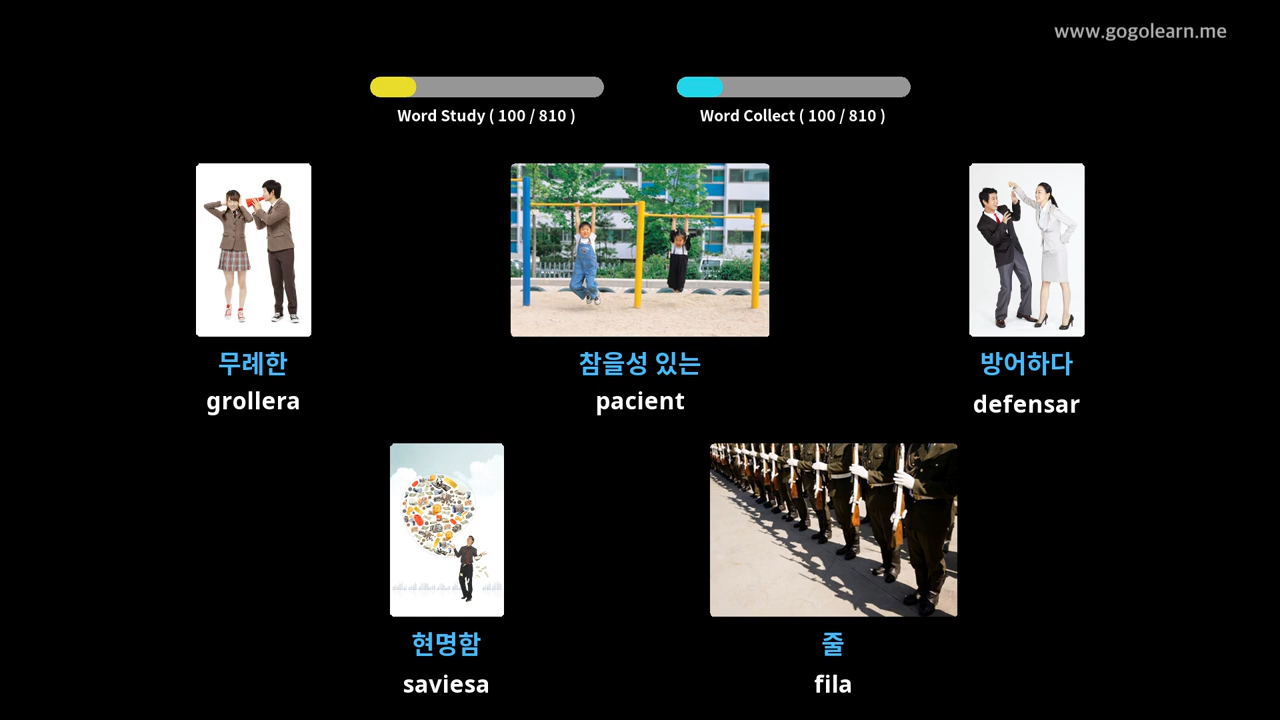 www.gogolearn.me
Word Study ( 100 / 810 )
Word Collect ( 100 / 810 )
무례한
grollera
참을성 있는
pacient
방어하다
defensar
현명함
saviesa
줄
fila